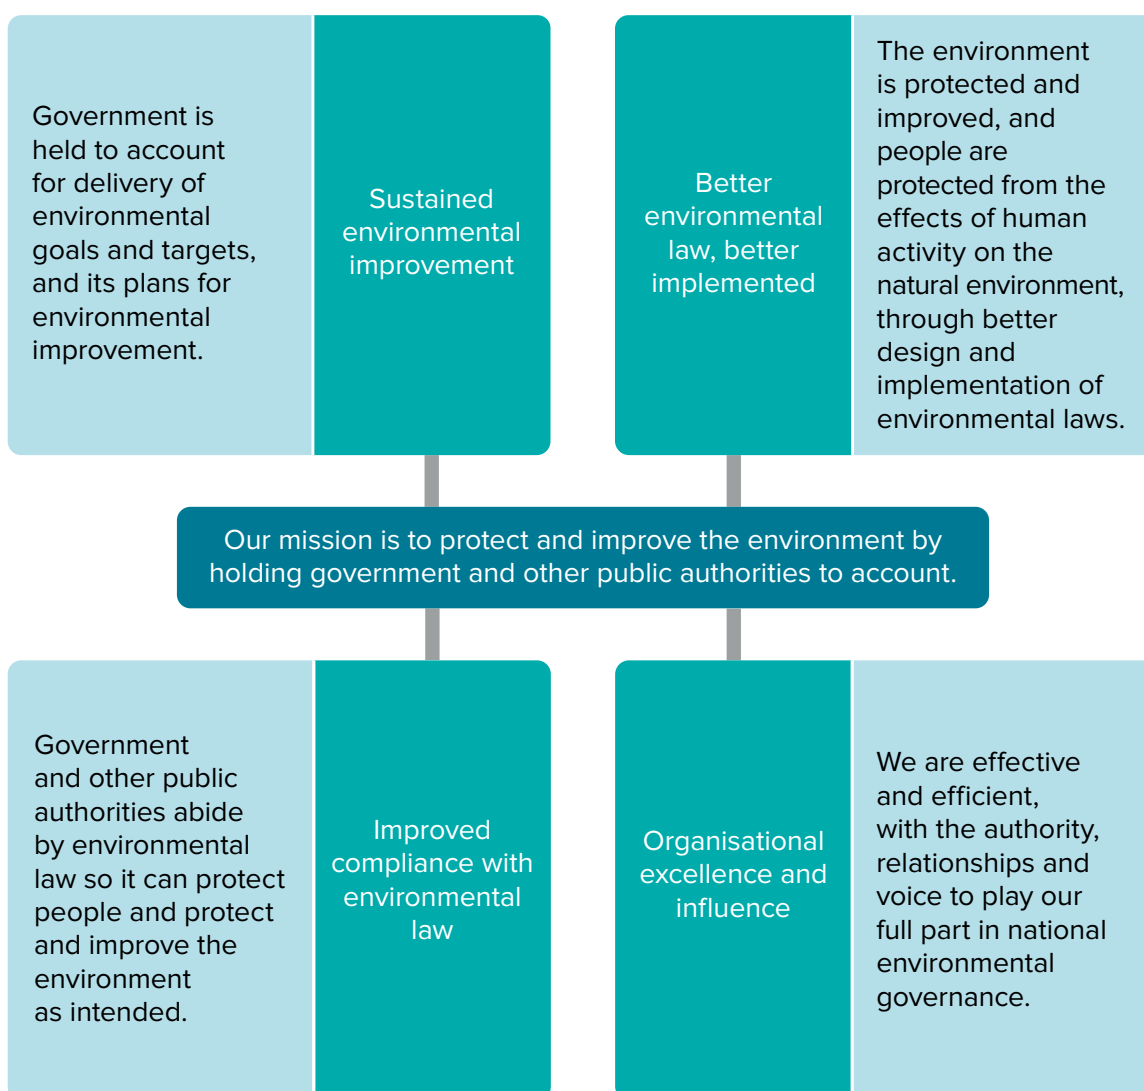 Government is
held to account
for delivery of
environmental
goals and targets,
and its plans for
environmental
improvement.
Sustained
environmental
improvement
Better
environmental
law, better
implemented
The environment
is protected and
improved, and
people are
protected from the
effects of human
activity on the
natural environment,
through better
design and
implementation of
environmental laws.
Our mission is to protect and improve the environment by
holding government and other public authorities to account.
Government
and other public
authorities abide
by environmental
law so it can protect
people and protect
and improve the
environment
as intended.
Improved
compliance with
environmental
law
Organisational
excellence and
influence
We are effective
and efficient,
with the authority,
relationships and
voice to play our
full part in national
environmental
governance.